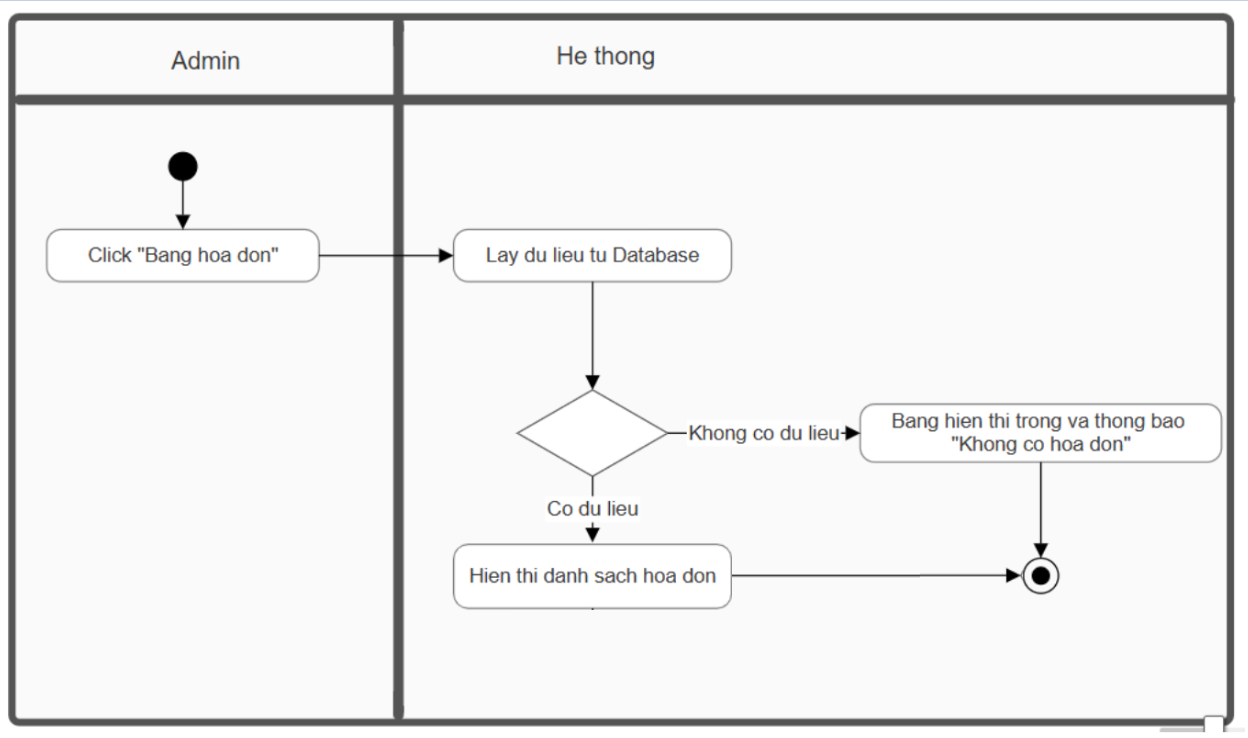 Admin
He thong
Click "Bang hoa don"
Lay du lieu tu Database
Khong co du lieu
Bang hien thi trong va thong bao
"Khong co hoa don"
Co du lieu
Hien thi danh sach hoa don